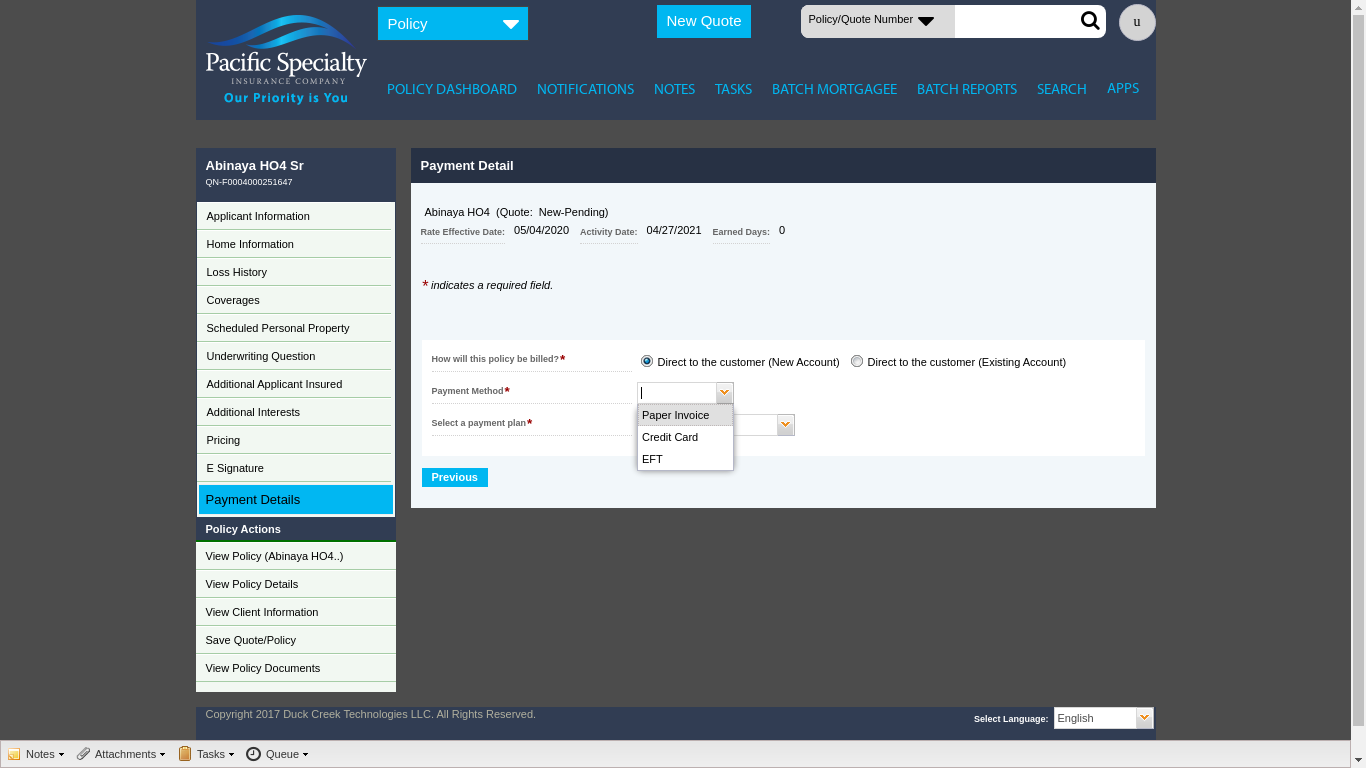 Policy
New Quote
Policy/Quote Number
u
Pacific Specialty
INSURANCE COMPANY
Our Priority is You
POLICY DASHBOARD NOTIFICATIONS NOTES TASKS BATCH MORTGAGEE BATCH REPORTS SEARCH APPS
Abinaya HO4 Sr
QN-F0004000251647
Applicant Information
Home Information
Loss History
Coverages
Scheduled Personal Property
Underwriting Question
Additional Applicant Insured
Additional Interests
Pricing
E Signature
Payment Details
Policy Actions
View Policy (Abinaya HO4..)
View Policy Details
View Client Information
Save Quote/Policy
View Policy Documents
Payment Detail
Abinaya HO4 (Quote: New-Pending)
Rate Effective Date: 05/04/2020 Activity Date: 04/27/2021 Earned Days: 0
* indicates a required field.
How will this policy be billed?* Direct to the customer (New Account) Direct to the customer (Existing Account)
Payment Method*
Paper Invoice
Credit Card
EFT
Select a payment plan*
Previous
Copyright 2017 Duck Creek Technologies LLC. All Rights Reserved.
Select Language: English
Notes Attachments Tasks Queue